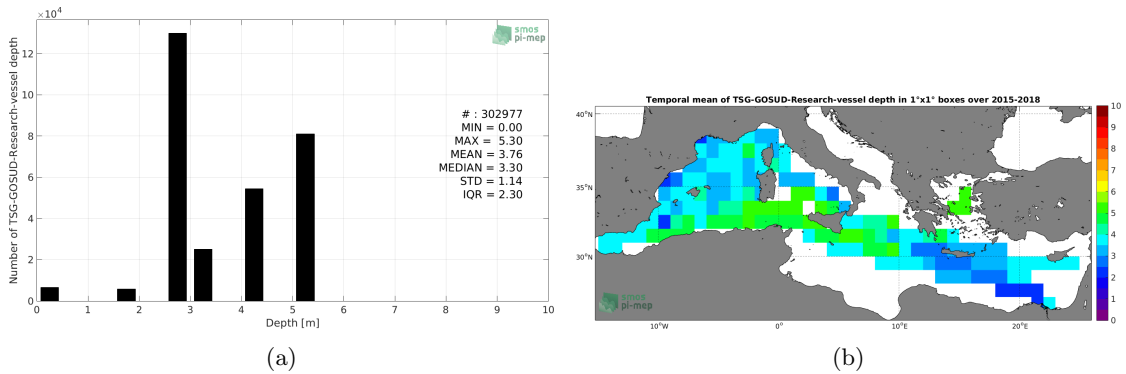 ×10⁴
smos
pi-mep
12
10
8
6
4
2
0
Number of TSG-GOSUD-Research-vessel depth
# : 302977
MIN = 0.00
MAX = 5.30
MEAN = 3.76
MEDIAN = 3.30
STD = 1.14
IQR = 2.30
0 1 2 3 4 5 6 7 8 9 10
Depth [m]
(a)
Temporal mean of TSG-GOSUD-Research-vessel depth in 1°x1° boxes over 2015-2018
40°N
35°N
30°N
smos
pi-mep
10°W 0° 10°E 20°E
10
9
8
7
6
5
4
3
2
1
0
(b)